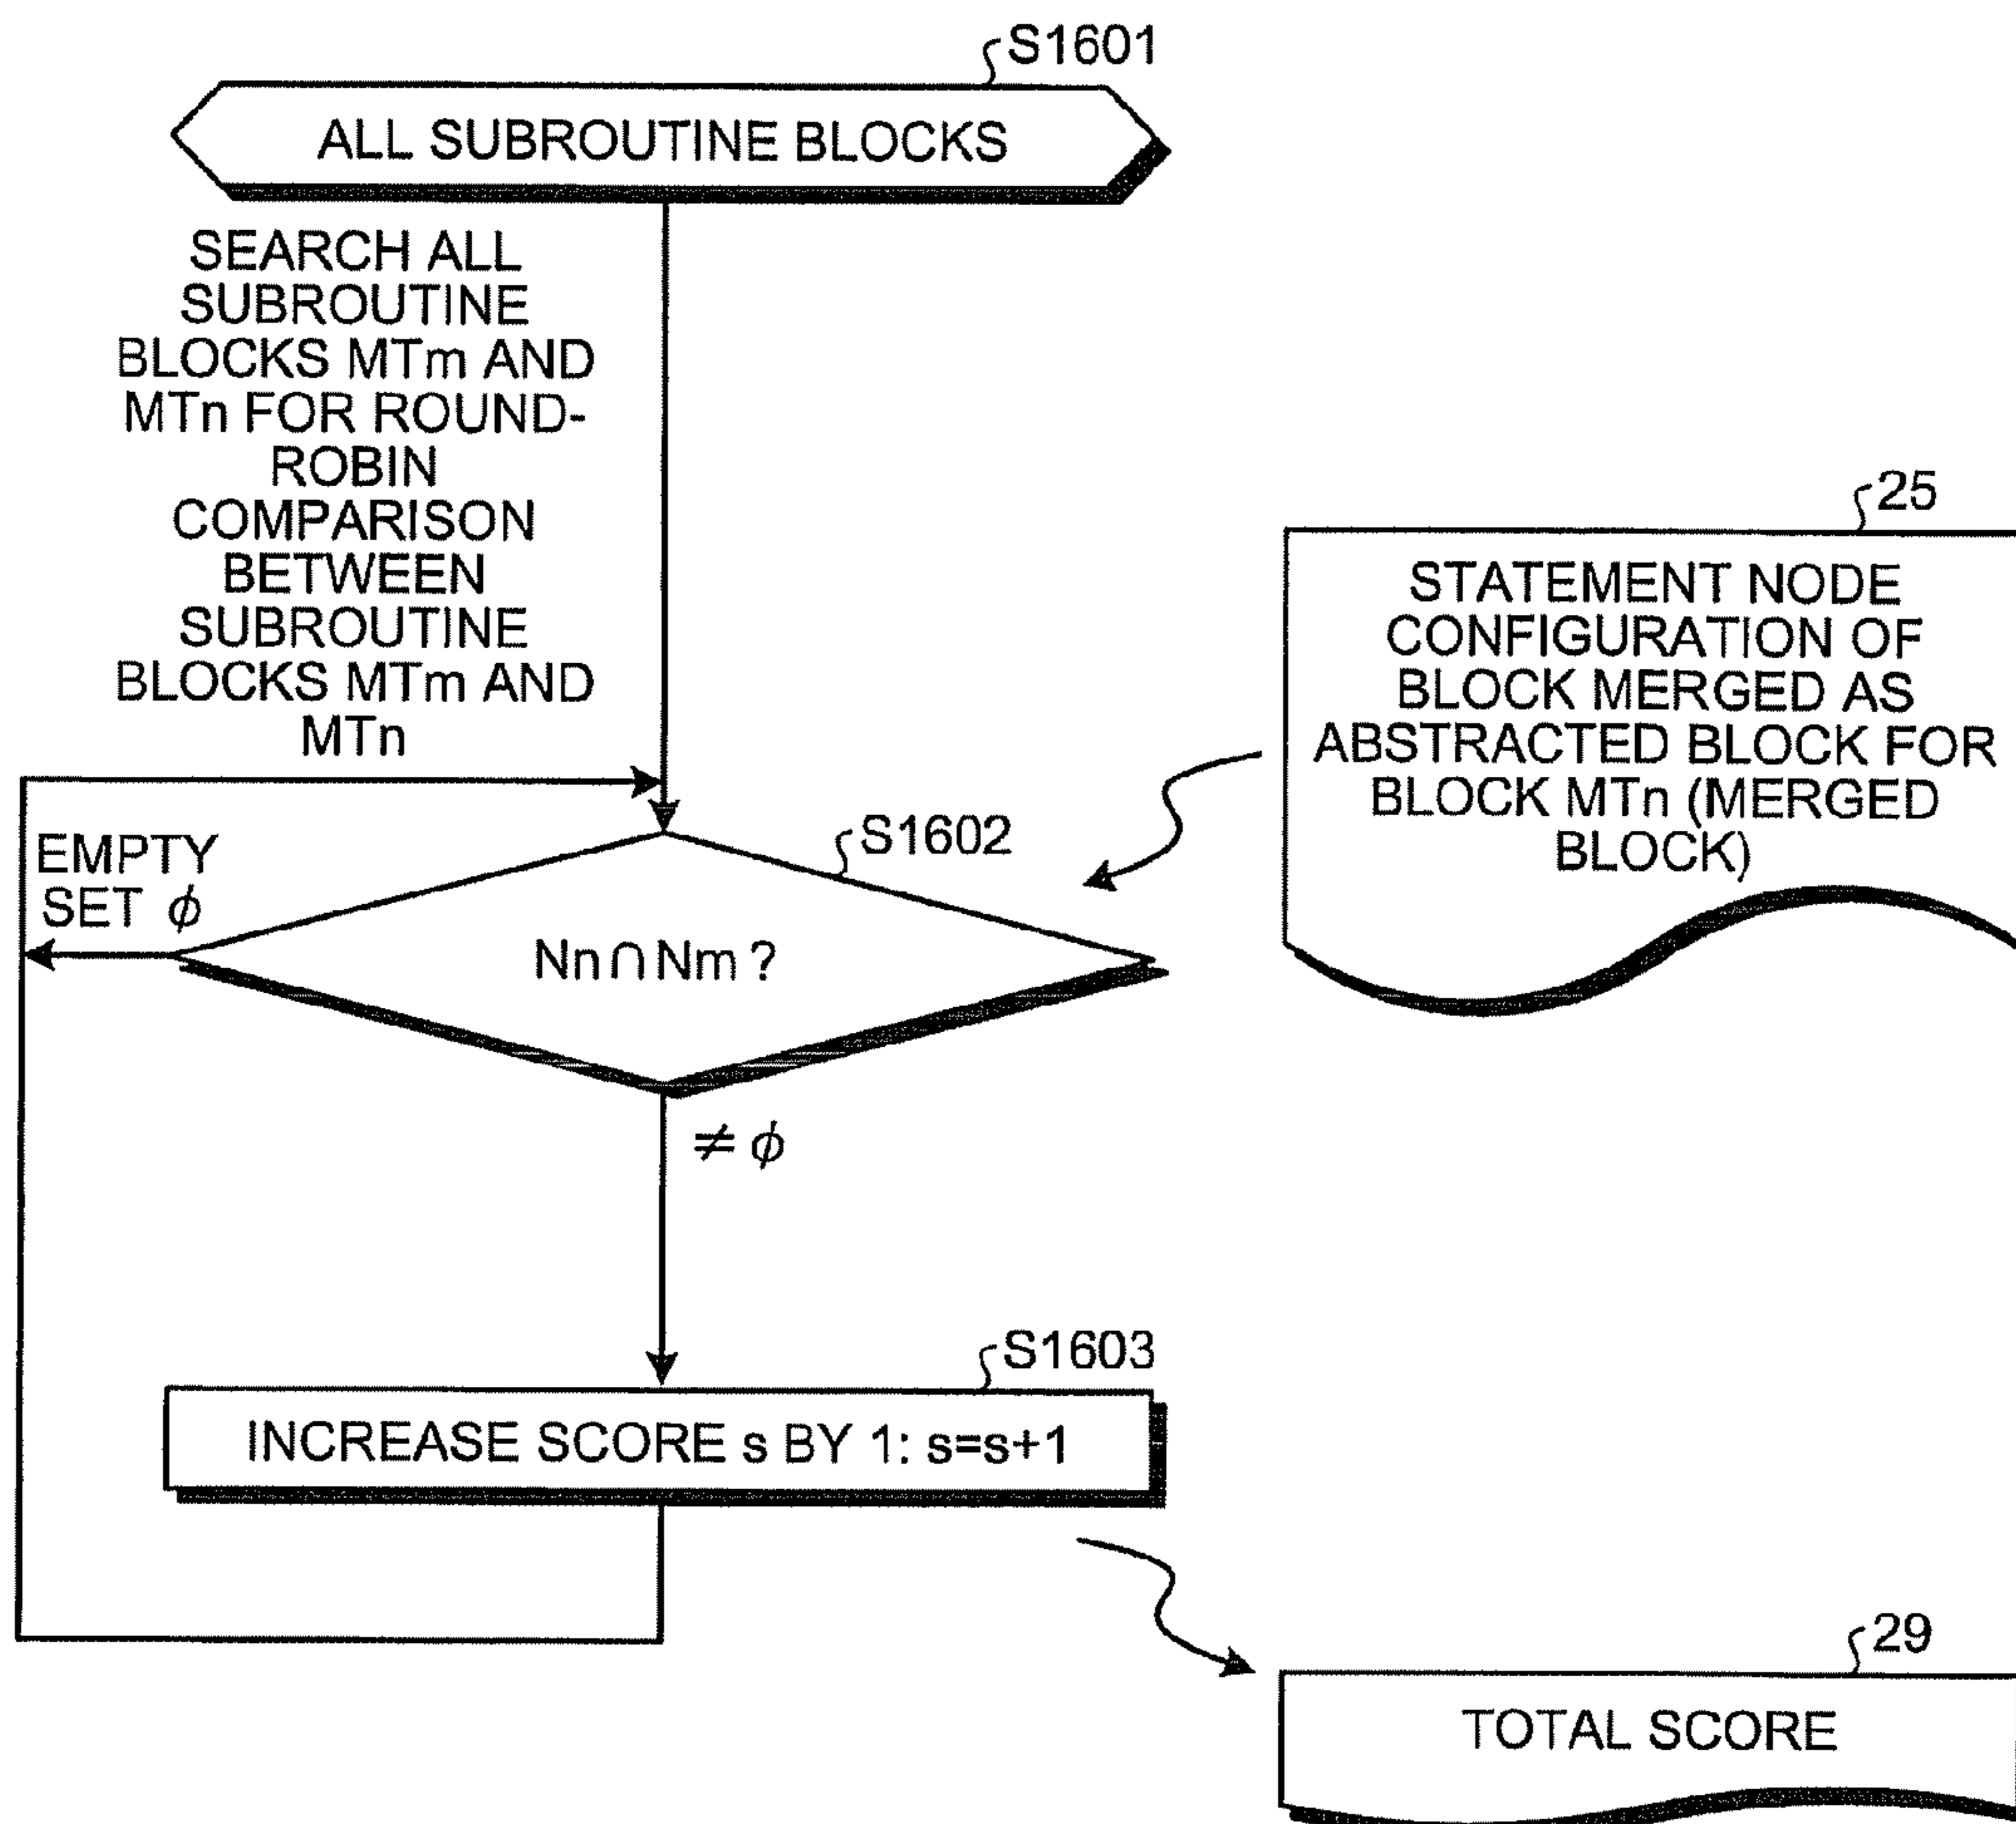 S1601
ALL SUBROUTINE BLOCKS
SEARCH ALL
SUBROUTINE
BLOCKS MTm AND
MTn FOR ROUND-
ROBIN
COMPARISON
BETWEEN
SUBROUTINE
BLOCKS MTm AND
MTn
25
STATEMENT NODE
CONFIGURATION OF
BLOCK MERGED AS
ABSTRACTED BLOCK FOR
BLOCK MTn (MERGED
BLOCK)
S1602
EMPTY
SET ϕ
Nn∩Nm ?
≠ ϕ
S1603
INCREASE SCORE s BY 1: s=s+1
29
TOTAL SCORE